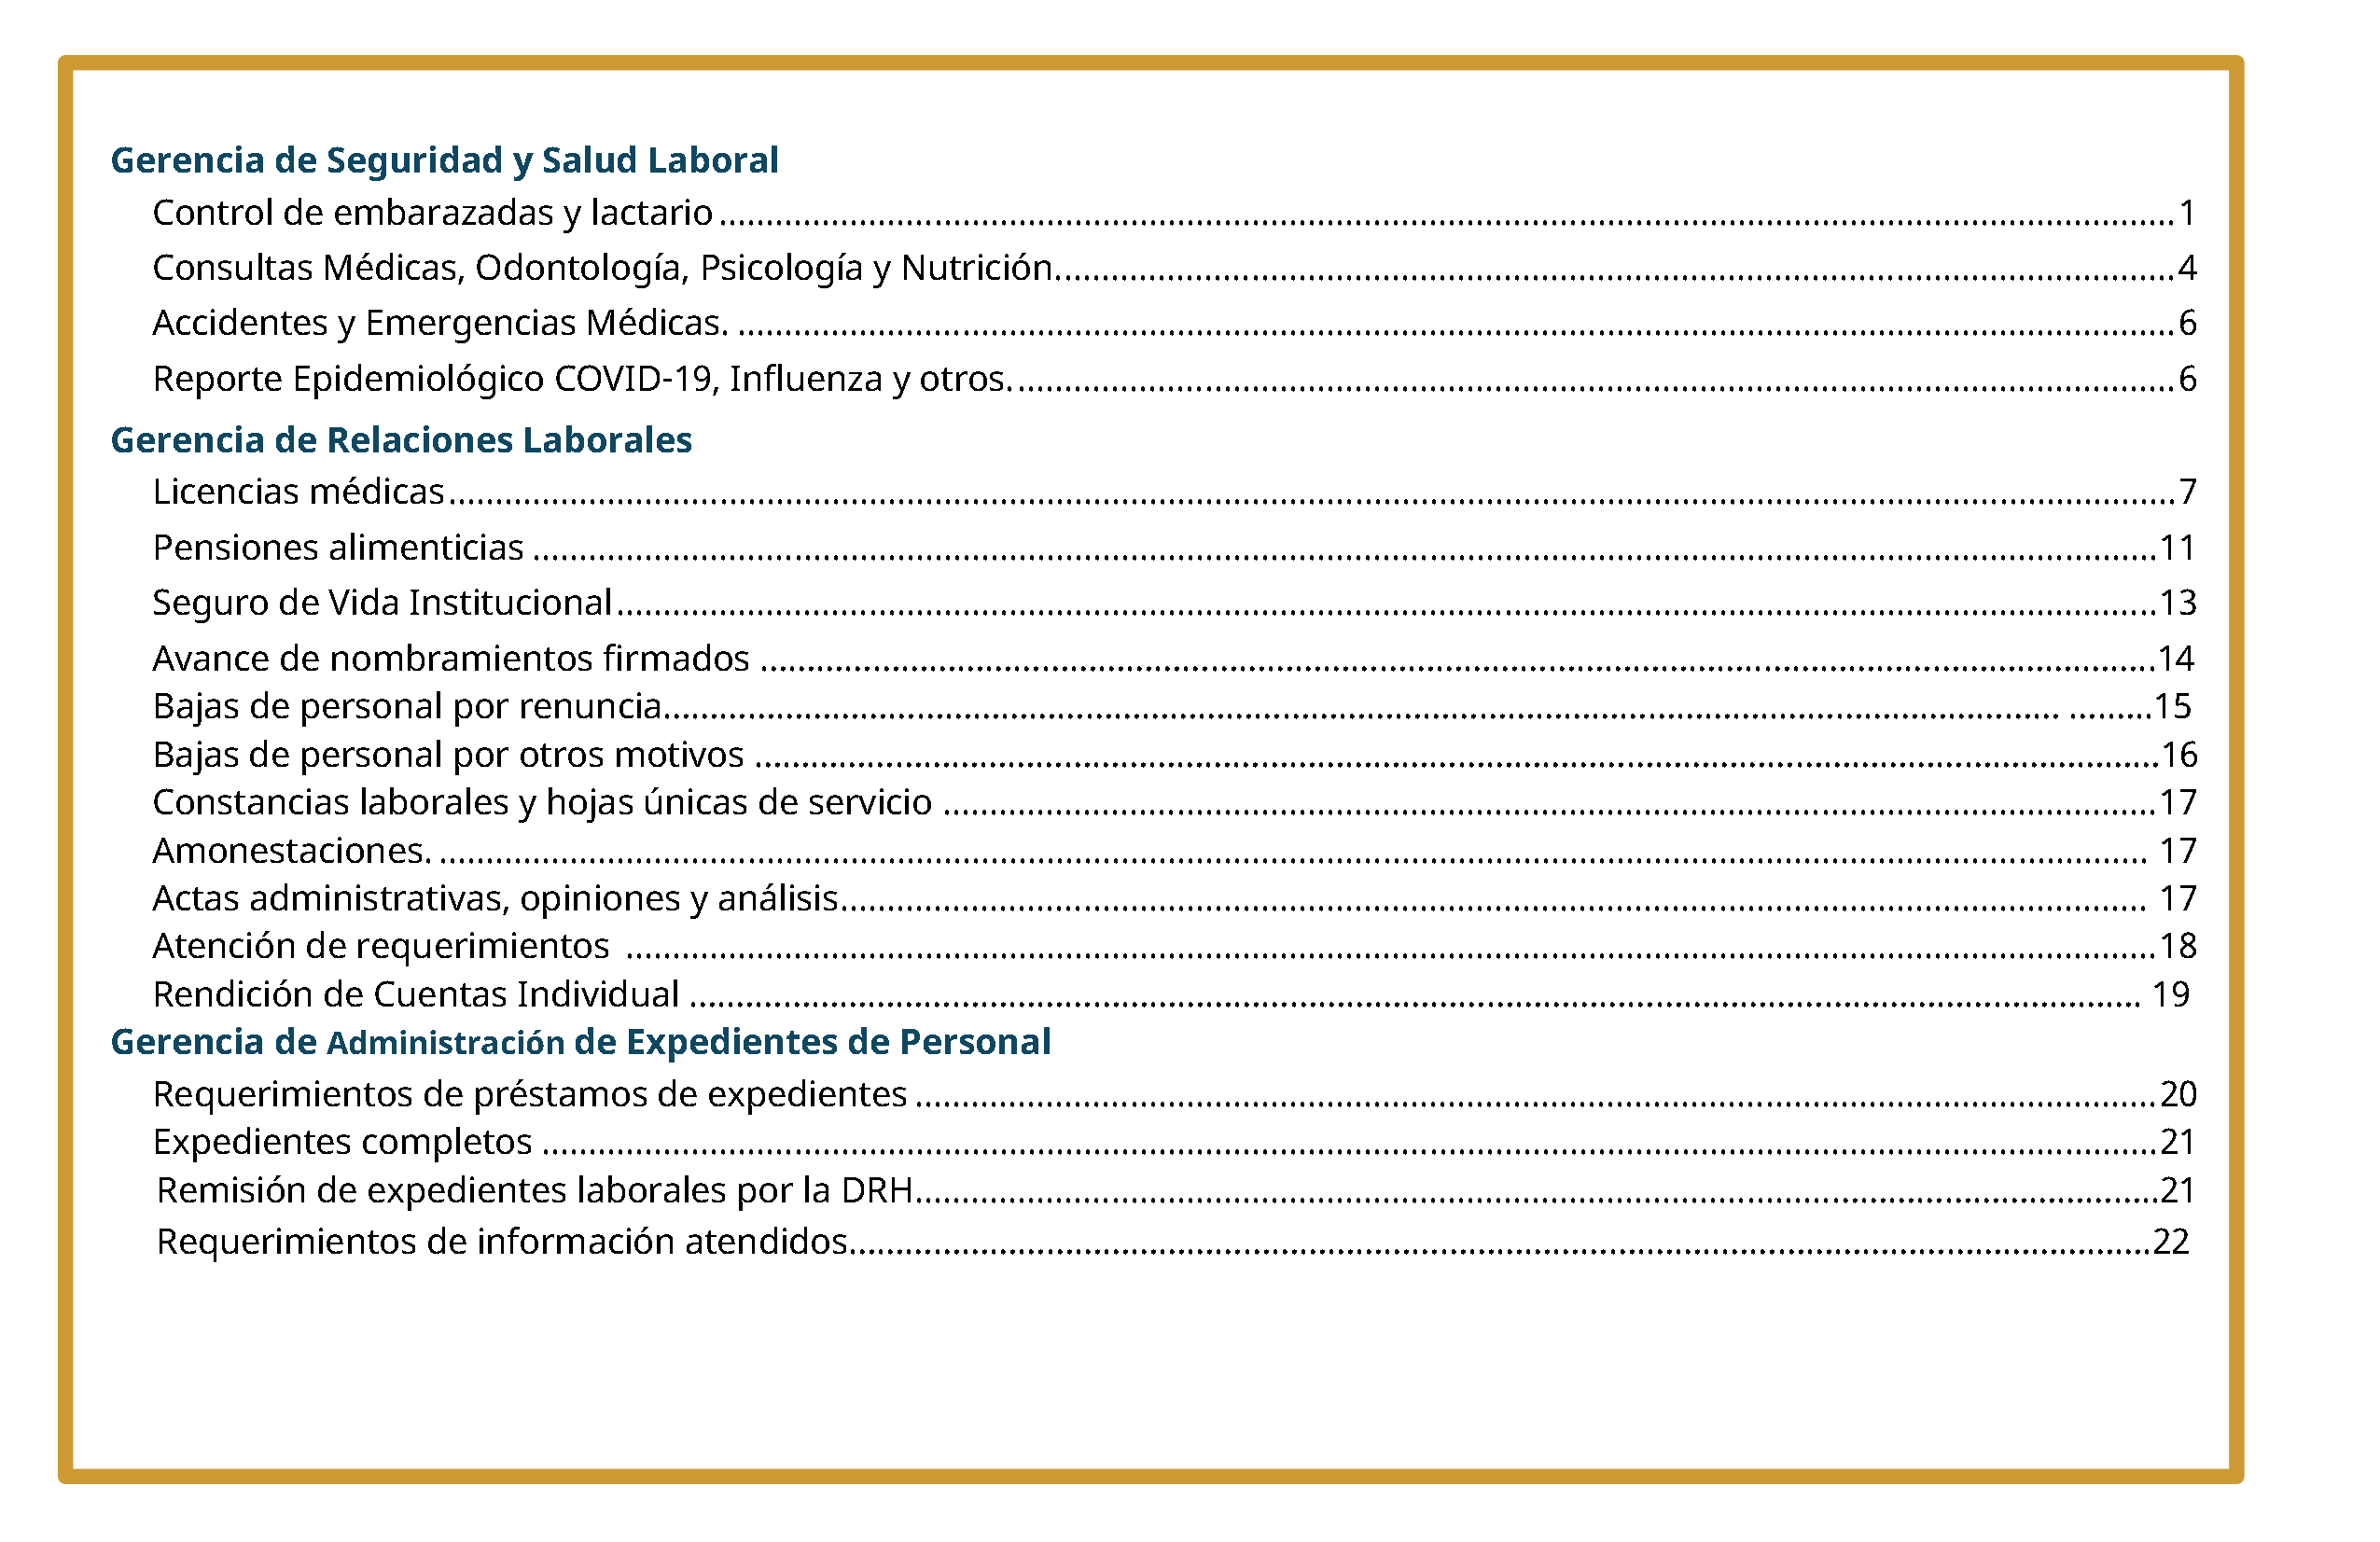 Gerencia de Seguridad y Salud Laboral
Control de embarazadas y lactario........................................1
Consultas Médicas, Odontología, Psicología y Nutrición........................................4
Accidentes y Emergencias Médicas. ........................................6
Reporte Epidemiológico COVID-19, Influenza y otros.........................................6
Gerencia de Relaciones Laborales
Licencias médicas........................................7
Pensiones alimenticias ........................................11
Seguro de Vida Institucional........................................13
Avance de nombramientos firmados ........................................14
Bajas de personal por renuncia........................................ .........15
Bajas de personal por otros motivos ........................................16
Constancias laborales y hojas únicas de servicio ........................................17
Amonestaciones. ........................................ 17
Actas administrativas, opiniones y análisis........................................ 17
Atención de requerimientos ........................................18
Rendición de Cuentas Individual ........................................ 19
Gerencia de Administración de Expedientes de Personal
Requerimientos de préstamos de expedientes ........................................20
Expedientes completos ........................................21
Remisión de expedientes laborales por la DRH........................................21
Requerimientos de información atendidos........................................22